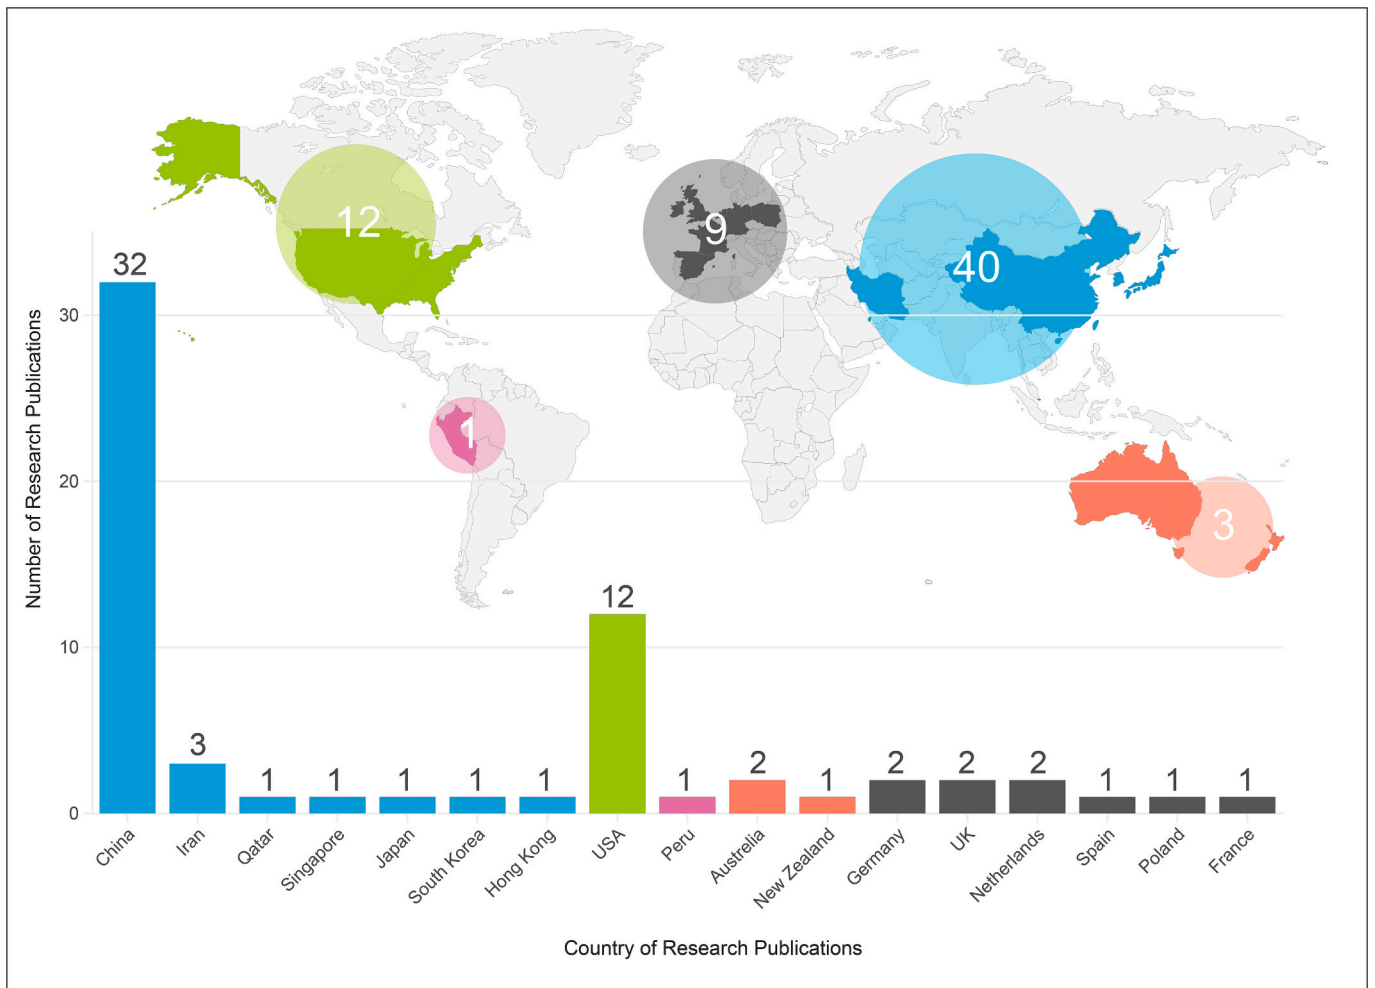 12
9
40
1
3
Number of Research Publications
30
20
10
0
32
3
1
1
1
1
1
12
1
2
1
2
2
2
1
1
1
China
Iran
Qatar
Singapore
Japan
South Korea
Hong Kong
USA
Peru
Austrelia
New Zealand
Germany
UK
Netherlands
Spain
Poland
France
Country of Research Publications